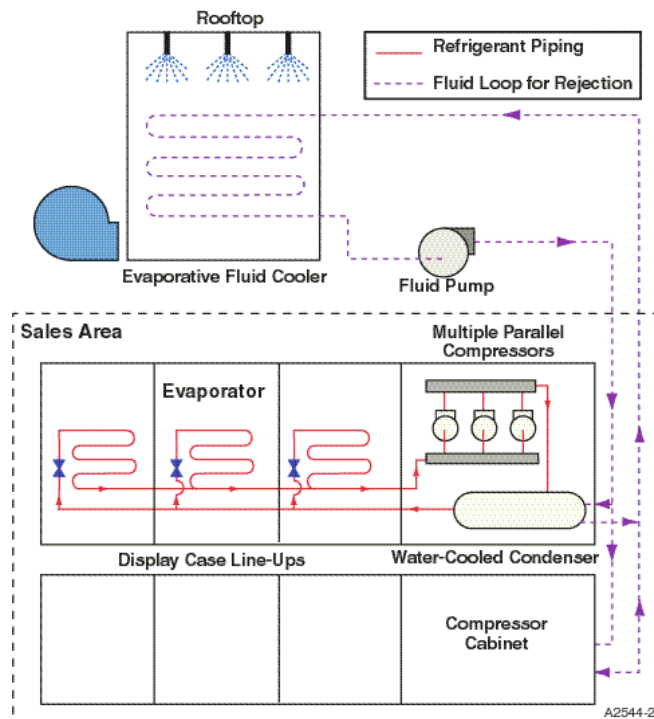 Rooftop
Refrigerant Piping
Fluid Loop for Rejection
Evaporative Fluid Cooler
Fluid Pump
Sales Area
Multiple Parallel
Compressors
Evaporator
Display Case Line-Ups
Water-Cooled Condenser
Compressor
Cabinet
A2544-2